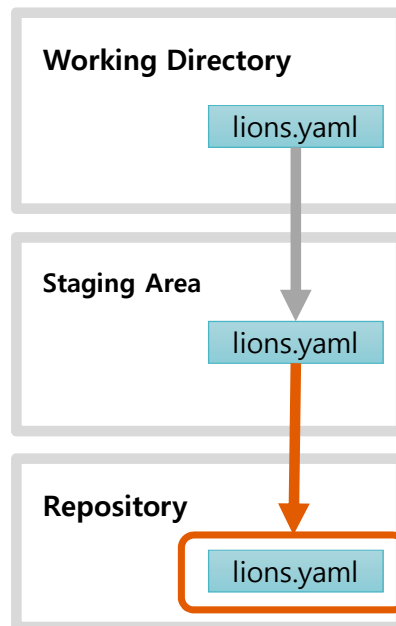 Working Directory
lions.yaml
Staging Area
lions.yaml
Repository
lions.yaml